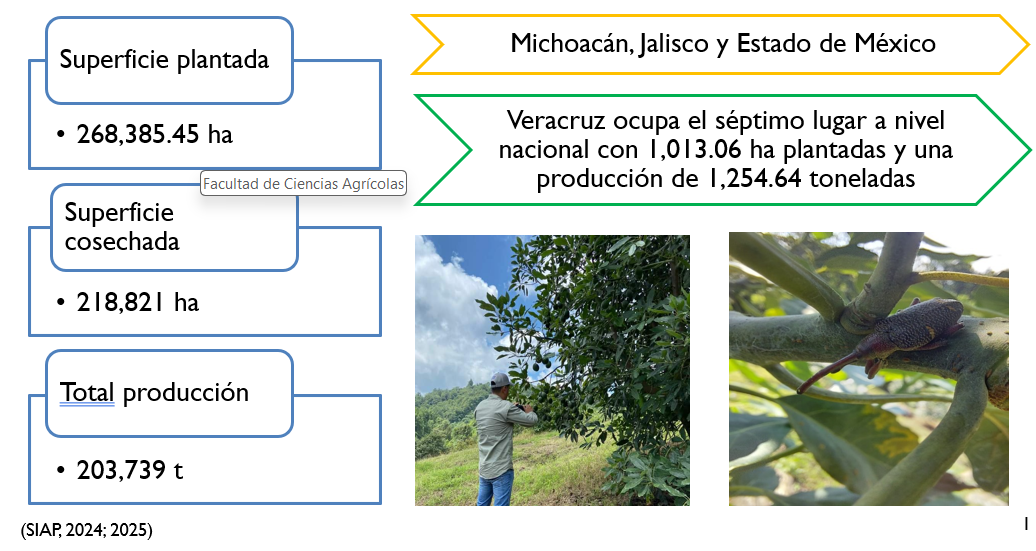 Superficie plantada
• 268,385.45 ha
Facultad de Ciencias Agrícolas
Superficie
cosechada
• 218,821 ha
Total producción
• 203,739 t
(SIAP, 2024; 2025)
Michoacán, Jalisco y Estado de México
Veracruz ocupa el séptimo lugar a nivel
nacional con 1,013.06 ha plantadas y una
producción de 1,254.64 toneladas
1